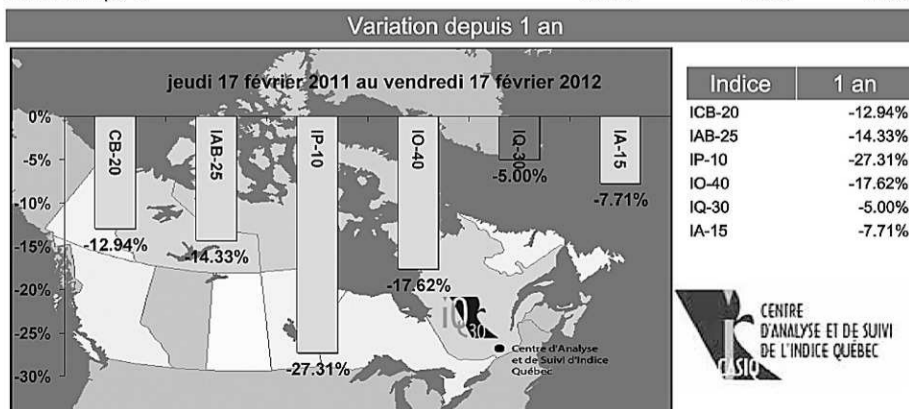 Variation depuis 1 an
jeudi 17 février 2011 au vendredi 17 février 2012
0%
-5%
-10%
-15%
-20%
-25%
-30%
CB-20
IAB-25
IP-10
IO-40
IQ-30
IA-15
-12.94%
-14.33%
-27.31%
-17.62%
-5.00%
-7.71%
iQ30
Centre d'Analyse
et de Suivi d'Indice
Québec
Indice 1 an
ICB-20 -12.94%
IAB-25 -14.33%
IP-10 -27.31%
IO-40 -17.62%
IQ-30 -5.00%
IA-15 -7.71%
CENTRE
D'ANALYSE ET DE SUIVI
DE L'INDICE QUÉBEC
CASIQ